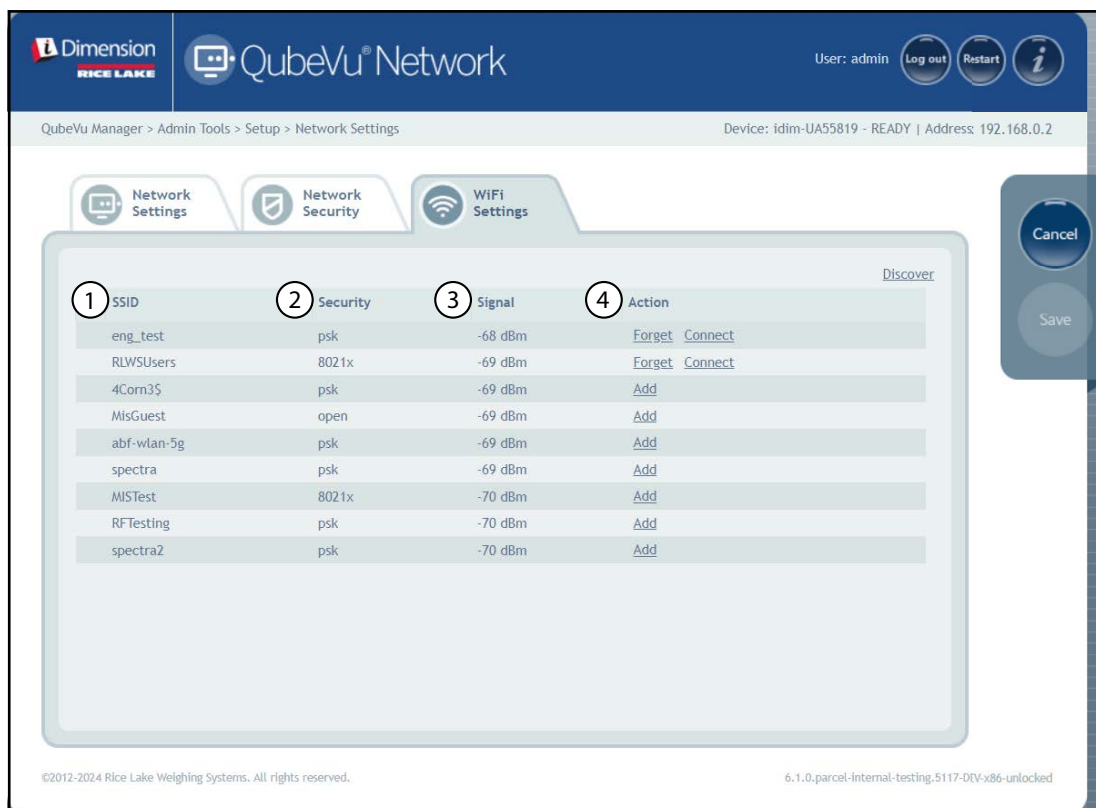 i Dimension
RICE LAKE
QubeVu® Network
User: admin
Log out
Restart
i
QubeVu Manager > Admin Tools > Setup > Network Settings
Device: idim-UA55819 - READY | Address: 192.168.0.2
Network
Settings
Network
Security
WiFi
Settings
Cancel
Save
Discover
1 SSID 2 Security 3 Signal 4 Action
eng_test psk -68 dBm Forget Connect
RLWSUsers 8021x -69 dBm Forget Connect
4Corn3$ psk -69 dBm Add
MisGuest open -69 dBm Add
abf-wlan-5g psk -69 dBm Add
spectra psk -69 dBm Add
MISTest 8021x -70 dBm Add
RFTesting psk -70 dBm Add
spectra2 psk -70 dBm Add
©2012-2024 Rice Lake Weighing Systems. All rights reserved.
6.1.0.parcel-internal-testing.5117-DEV-x86-unlocked